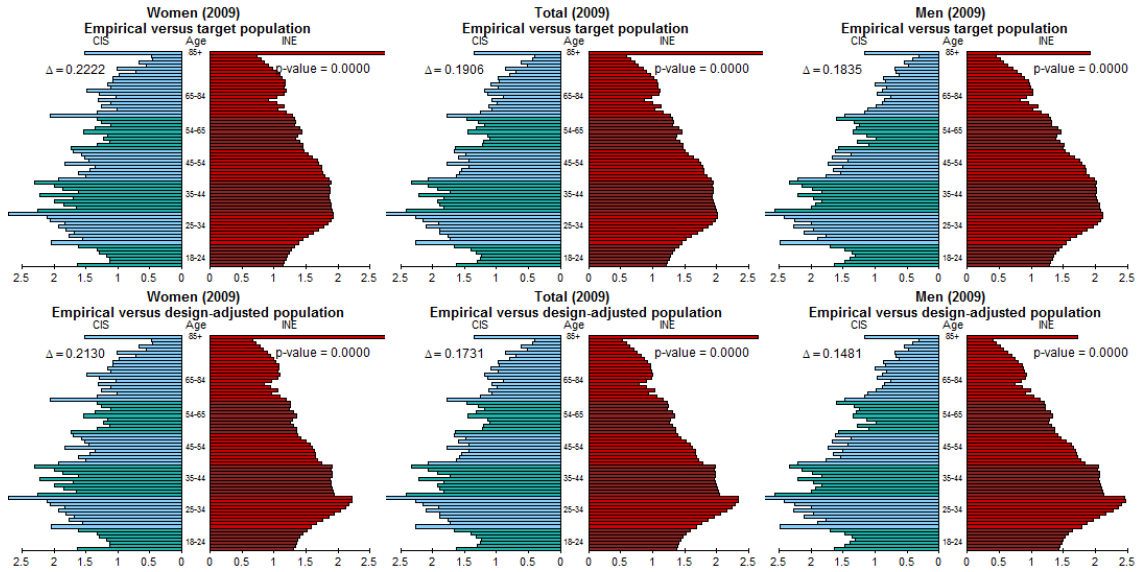 Women (2009)
Empirical versus target population
CIS Age INE
Δ = 0.2222
p-value = 0.0000
85+
65-84
54-65
45-54
35-44
25-34
18-24
2.5 2 1.5 1 0.5 0 0 0.5 1 1.5 2 2.5
Total (2009)
Empirical versus target population
CIS Age INE
Δ = 0.1906
p-value = 0.0000
85+
65-84
54-65
45-54
35-44
25-34
18-24
2.5 2 1.5 1 0.5 0 0 0.5 1 1.5 2 2.5
Men (2009)
Empirical versus target population
CIS Age INE
Δ = 0.1835
p-value = 0.0000
85+
65-84
54-65
45-54
35-44
25-34
18-24
2.5 2 1.5 1 0.5 0 0 0.5 1 1.5 2 2.5
Women (2009)
Empirical versus design-adjusted population
CIS Age INE
Δ = 0.2130
p-value = 0.0000
85+
65-84
54-65
45-54
35-44
25-34
18-24
2.5 2 1.5 1 0.5 0 0 0.5 1 1.5 2 2.5
Total (2009)
Empirical versus design-adjusted population
CIS Age INE
Δ = 0.1731
p-value = 0.0000
85+
65-84
54-65
45-54
35-44
25-34
18-24
2.5 2 1.5 1 0.5 0 0 0.5 1 1.5 2 2.5
Men (2009)
Empirical versus design-adjusted population
CIS Age INE
Δ = 0.1481
p-value = 0.0000
85+
65-84
54-65
45-54
35-44
25-34
18-24
2.5 2 1.5 1 0.5 0 0 0.5 1 1.5 2 2.5